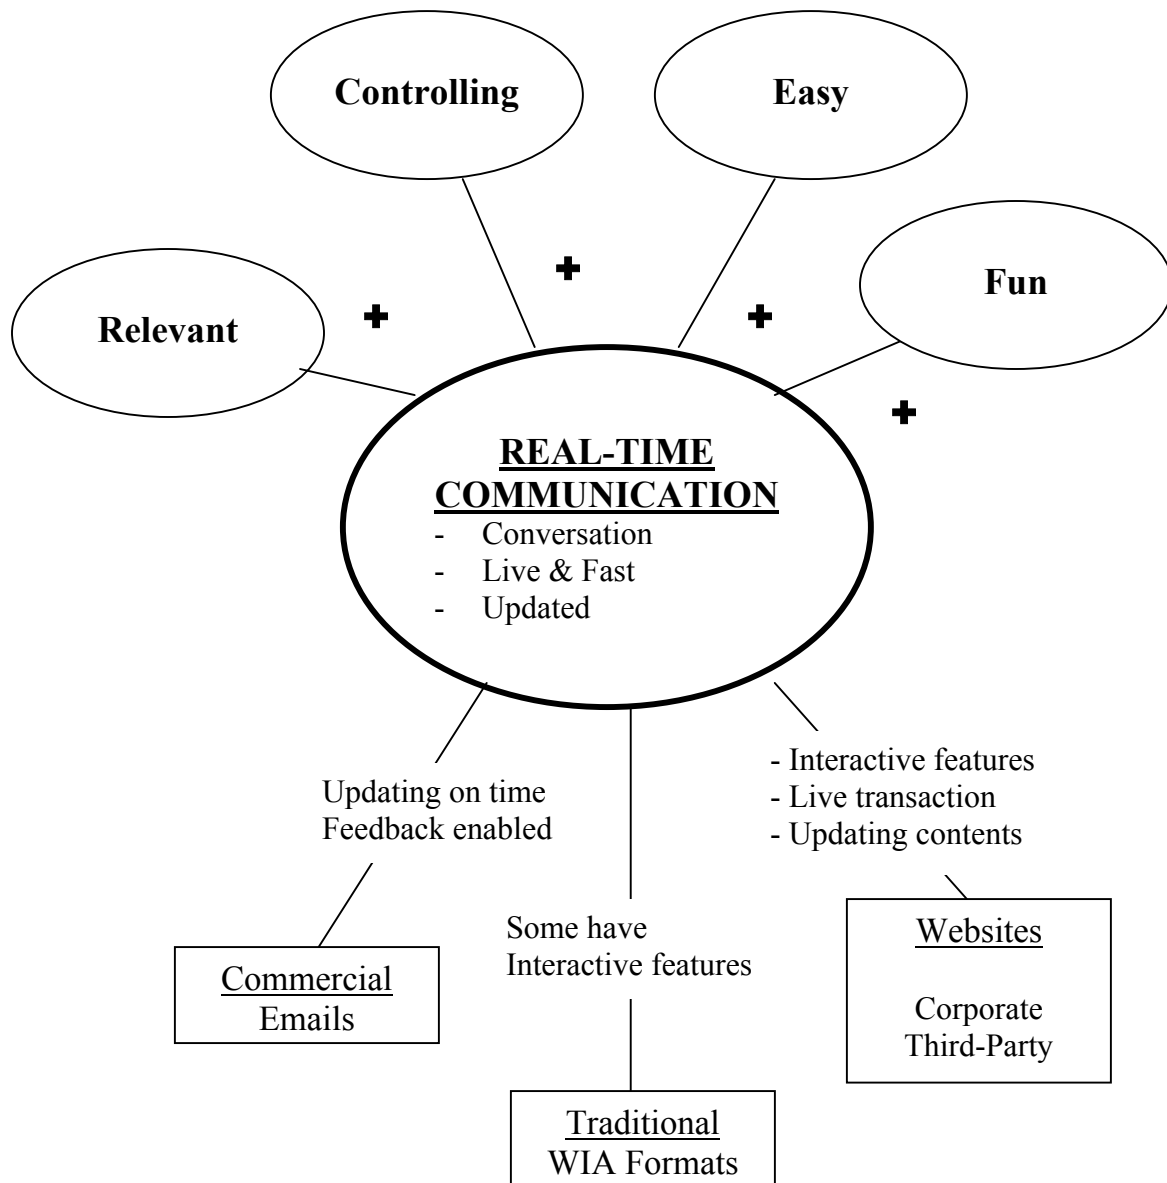 Controlling
Easy
Relevant
Fun
REAL-TIME
COMMUNICATION
- Conversation
- Live & Fast
- Updated
Updating on time
Feedback enabled
- Interactive features
- Live transaction
- Updating contents
Some have
Interactive features
Commercial
Emails
Websites
Corporate
Third-Party
Traditional
WIA Formats